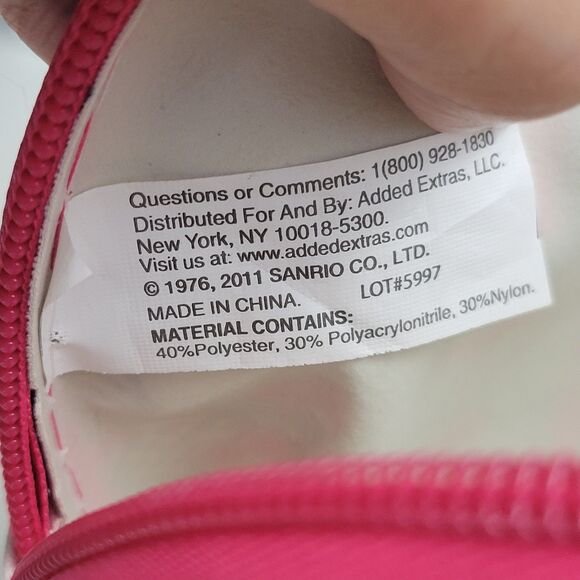 Questions or Comments: 1(800) 928-1830
Distributed For And By: Added Extras, LLC.
New York, NY 10018-5300.
Visit us at: www.addedextras.com
© 1976, 2011 SANRIO CO., LTD.
MADE IN CHINA. LOT#5997
MATERIAL CONTAINS:
40%Polyester, 30% Polyacrylonitrile, 30%Nylon.